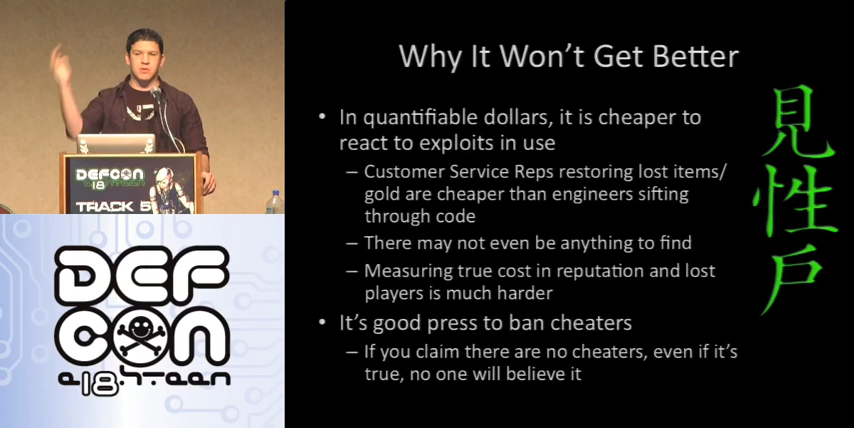 DEFCON
18
TRACK 5
DEF
CON
Why It Won't Get Better
• In quantifiable dollars, it is cheaper to
react to exploits in use
– Customer Service Reps restoring lost items/
gold are cheaper than engineers sifting
through code
– There may not even be anything to find
– Measuring true cost in reputation and lost
players is much harder
• It's good press to ban cheaters
– If you claim there are no cheaters, even if it's
true, no one will believe it
見
性
戶